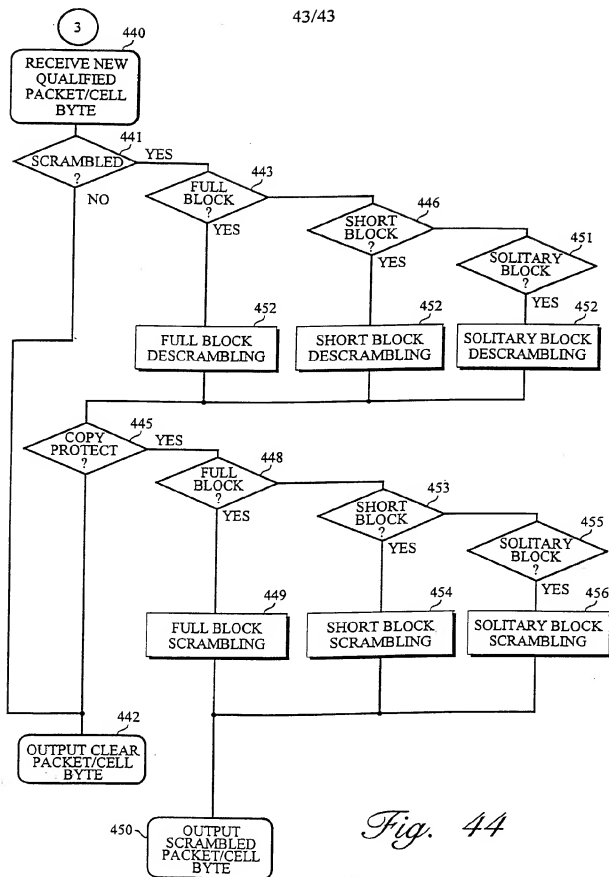 43/43
3
440
RECEIVE NEW
QUALIFIED
PACKET/CELL
BYTE
441
SCRAMBLED
?
YES
NO
443
FULL
BLOCK
?
YES
446
SHORT
BLOCK
?
YES
451
SOLITARY
BLOCK
?
YES
452
FULL BLOCK
DESCRAMBLING
452
SHORT BLOCK
DESCRAMBLING
452
SOLITARY BLOCK
DESCRAMBLING
445
COPY
PROTECT
?
YES
448
FULL
BLOCK
?
YES
453
SHORT
BLOCK
?
YES
455
SOLITARY
BLOCK
?
YES
449
FULL BLOCK
SCRAMBLING
454
SHORT BLOCK
SCRAMBLING
456
SOLITARY BLOCK
SCRAMBLING
442
OUTPUT CLEAR
PACKET/CELL
BYTE
450
OUTPUT
SCRAMBLED
PACKET/CELL
BYTE
Fig. 44